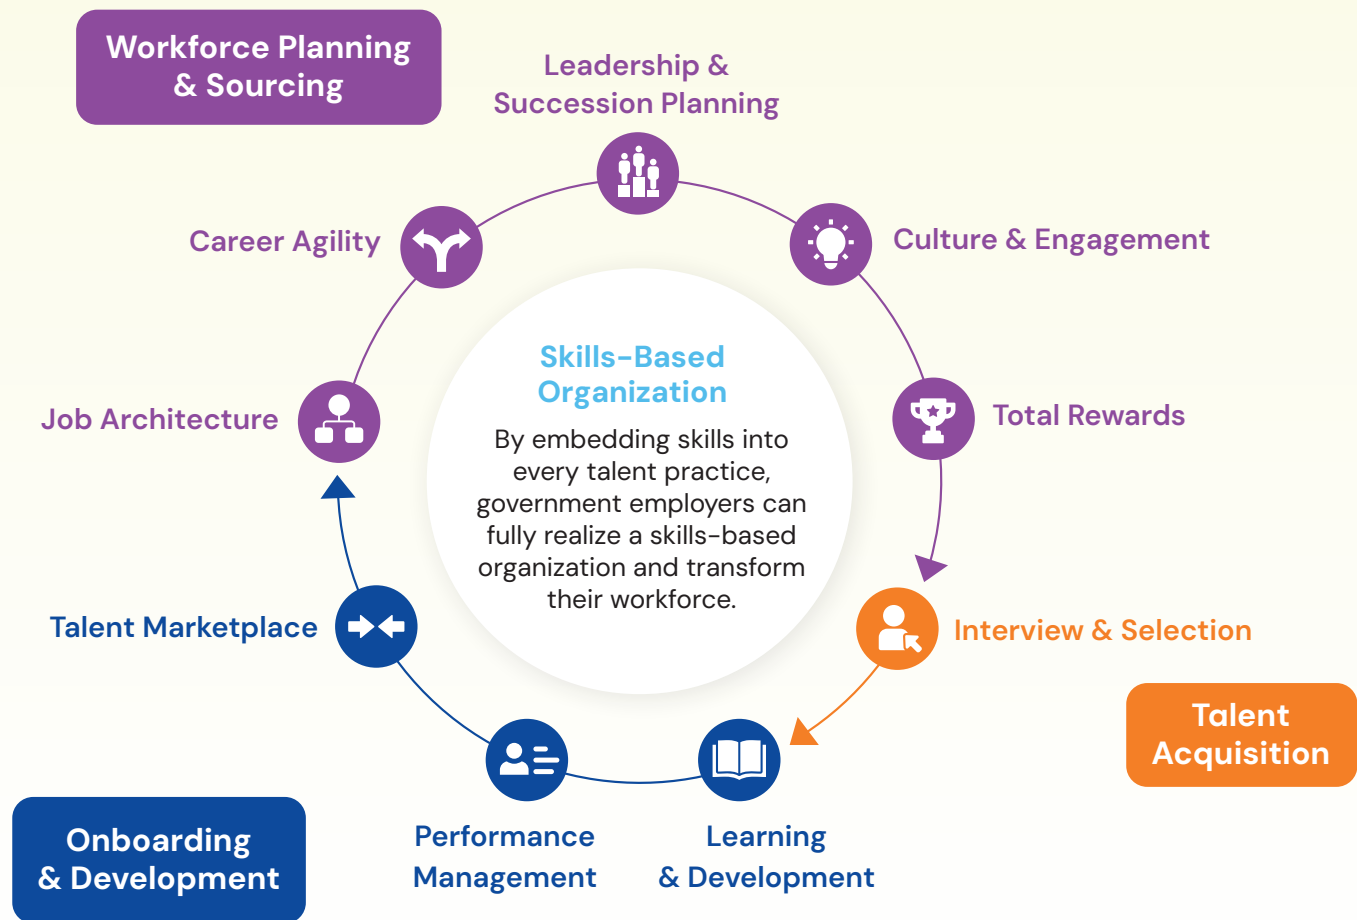 Workforce Planning
& Sourcing
Leadership &
Succession Planning
Career Agility
Culture & Engagement
Job Architecture
Total Rewards
Skills-Based
Organization
By embedding skills into
every talent practice,
government employers can
fully realize a skills-based
organization and transform
their workforce.
Talent Marketplace
Interview & Selection
Talent
Acquisition
Onboarding
& Development
Performance
Management
Learning
& Development